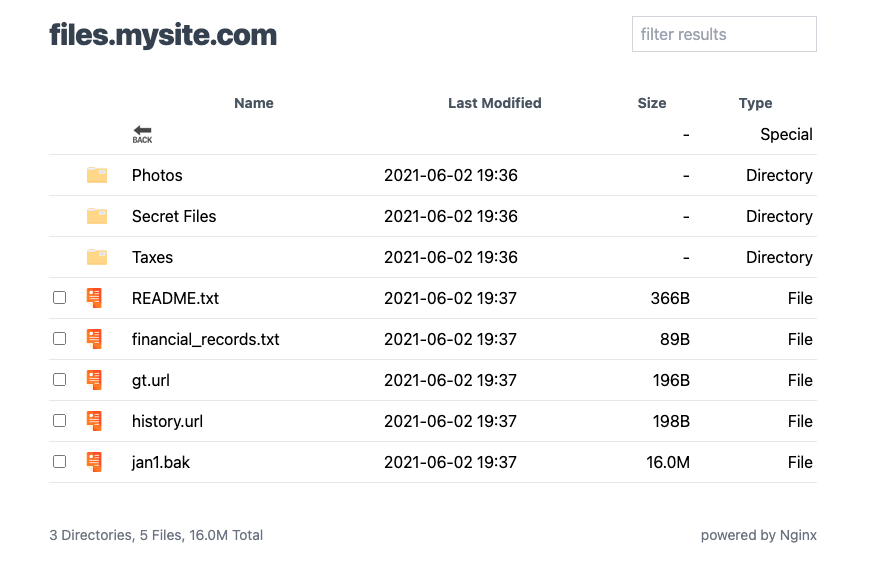 files.mysite.com
filter results
Name Last Modified Size Type
BACK - Special
Photos 2021-06-02 19:36 - Directory
Secret Files 2021-06-02 19:36 - Directory
Taxes 2021-06-02 19:36 - Directory
README.txt 2021-06-02 19:37 366B File
financial_records.txt 2021-06-02 19:37 89B File
gt.url 2021-06-02 19:37 196B File
history.url 2021-06-02 19:37 198B File
jan1.bak 2021-06-02 19:37 16.0M File
3 Directories, 5 Files, 16.0M Total powered by Nginx